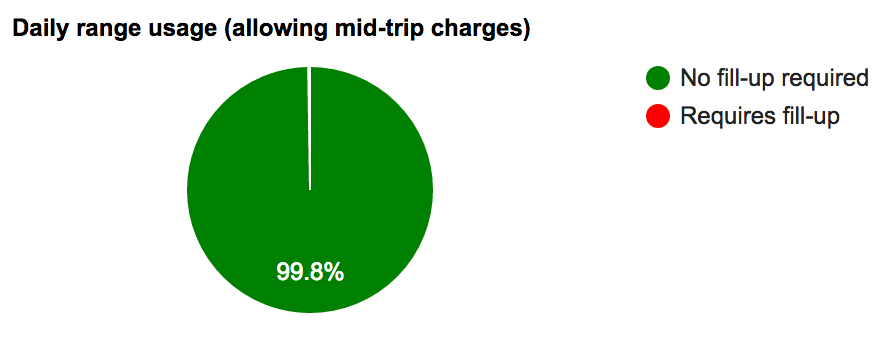 Daily range usage (allowing mid-trip charges)
No fill-up required
Requires fill-up
99.8%